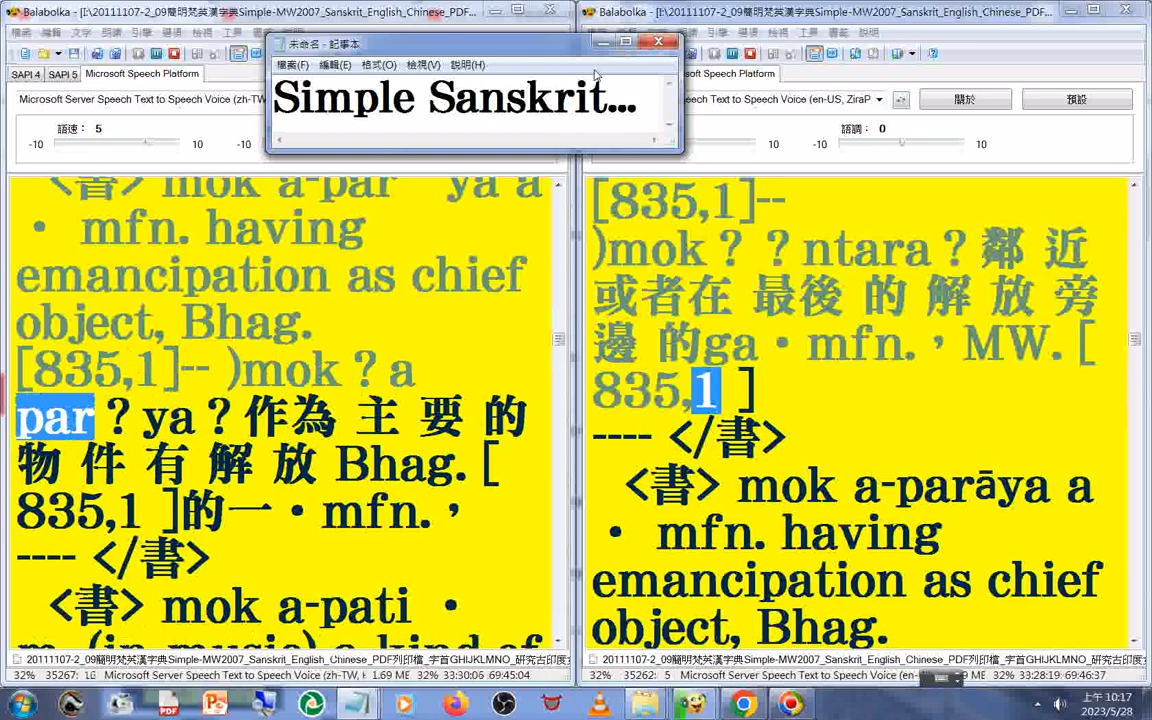 Balabolka - [I:\20111107-2_09簡明梵英漢字典Simple-MW2007_Sanskrit_English_Chinese_PDF...
SAPI 4 SAPI 5 Microsoft Speech Platform
Microsoft Server Speech Text to Speech Voice (zh-TW,
語速： 5
-10 10 -10
<書> mok a-par ya a
• mfn. having
emancipation as chief
object, Bhag.
[835,1]-- )mok ? a
par ? ya ? 作為 主 要 的
物 件 有 解 放 Bhag. [
835,1 ]的一 • mfn. ，
---- </書>
<書> mok a-pati •
m. (in music) a kind of
20111107-2_09簡明梵英漢字典Simple-MW2007_Sanskrit_English_Chinese_PDF列印檔_字首GHIJKLMNO_研究古印度
32% 35267: 1 Microsoft Server Speech Text to Speech Voice (zh-TW, 1.69 MB 32% 33:30:06 69:45:04
未命名 - 記事本
檔案(F) 編輯(E) 格式(O) 檢視(V) 說明(H)
Simple Sanskrit...
Balabolka - [I:\20111107-2_09簡明梵英漢字典Simple-MW2007_Sanskrit_English_Chinese_PDF...
Microsoft Speech Platform
Speech Text to Speech Voice (en-US, ZiraP 關於 預設
語調： 0
10 -10 10
[835,1]--
)mok ? ? ntara ? 鄰 近
或者在 最後 的 解 放 旁
邊 的ga • mfn. ，MW. [
835,1 ]
---- </書>
<書> mok a-parāya a
• mfn. having
emancipation as chief
object, Bhag.
20111107-2_09簡明梵英漢字典Simple-MW2007_Sanskrit_English_Chinese_PDF列印檔_字首GHIJKLMNO_研究古印度
32% 35262: 5 Microsoft Server Speech Text to Speech Voice 32% 33:28:19 69:46:37
上午 10:17
2023/5/28